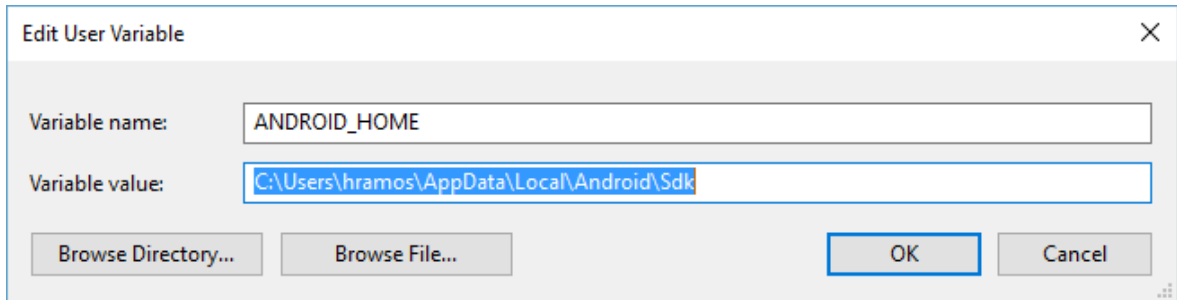 Edit User Variable
Variable name: ANDROID_HOME
Variable value: C:\Users\hramos\AppData\Local\Android\Sdk
Browse Directory... Browse File... OK Cancel